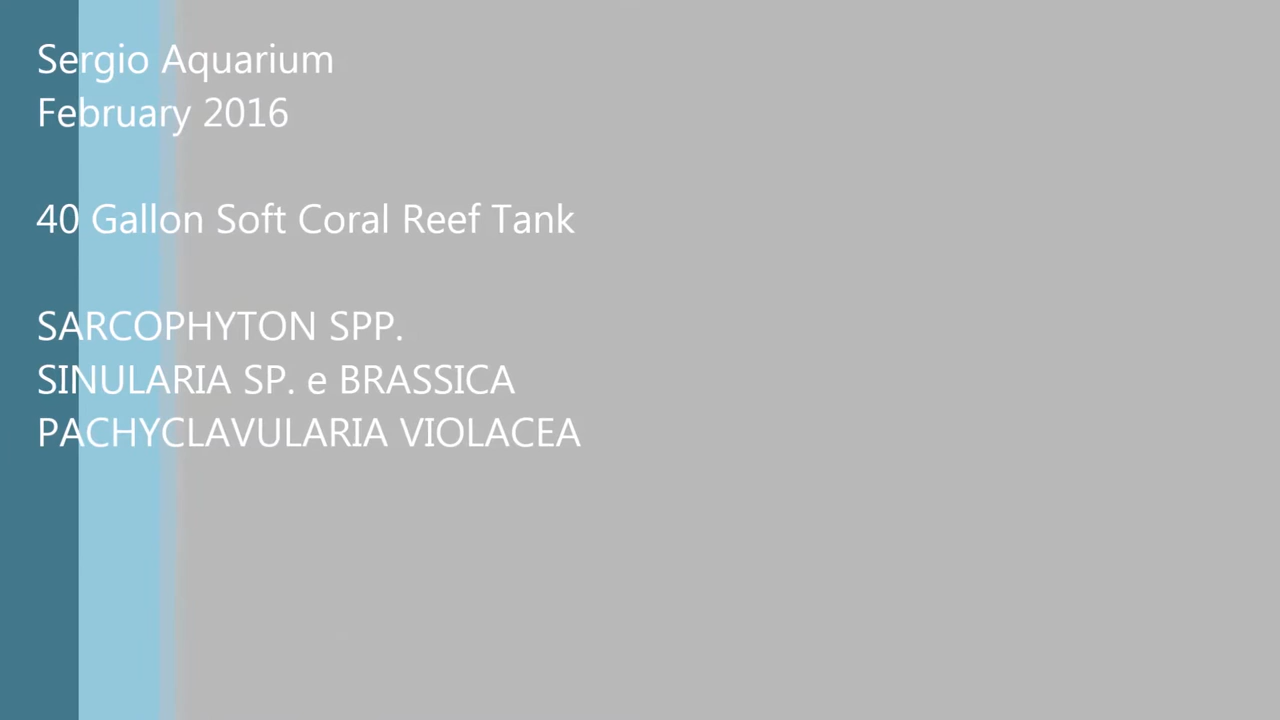 Sergio Aquarium
February 2016
40 Gallon Soft Coral Reef Tank
SARCOPHYTON SPP.
SINULARIA SP. e BRASSICA
PACHYCLAVULARIA VIOLACEA